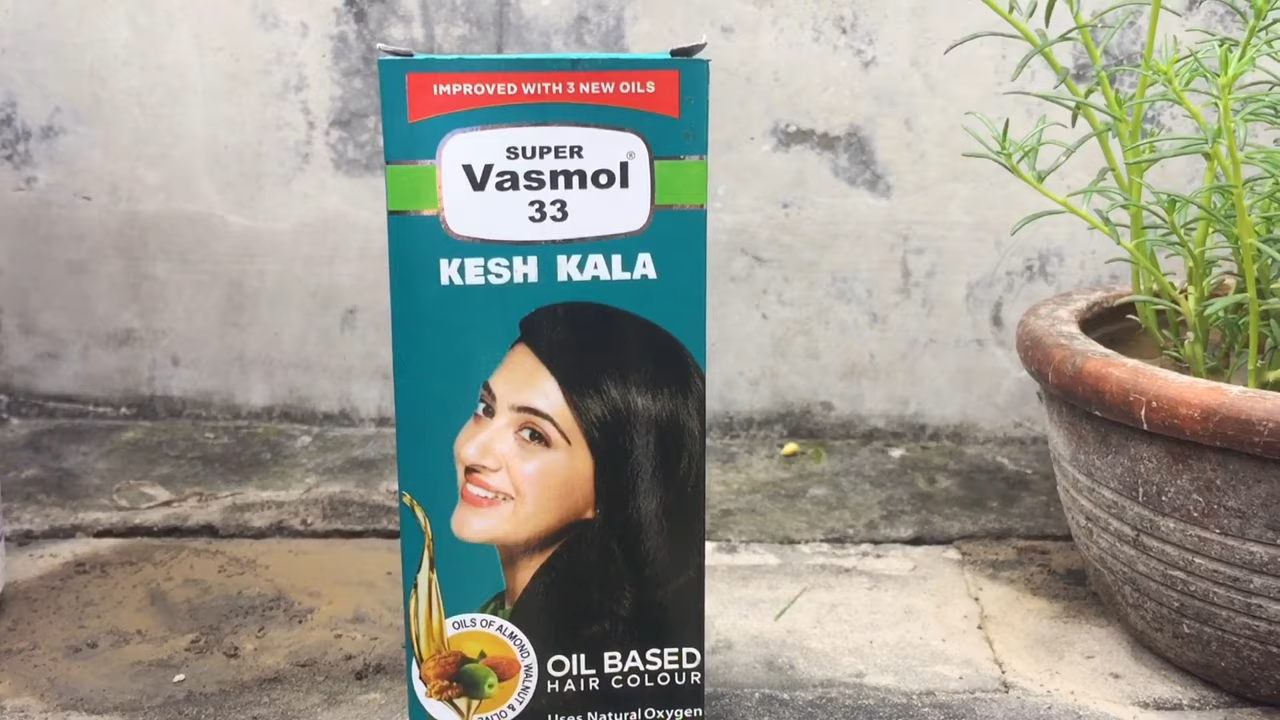 IMPROVED WITH 3 NEW OILS
SUPER
Vasmol®
33
KESH KALA
OILS OF ALMOND, WALNUT & OLIVE
OIL BASED
HAIR COLOUR
Uses Natural Oxygen